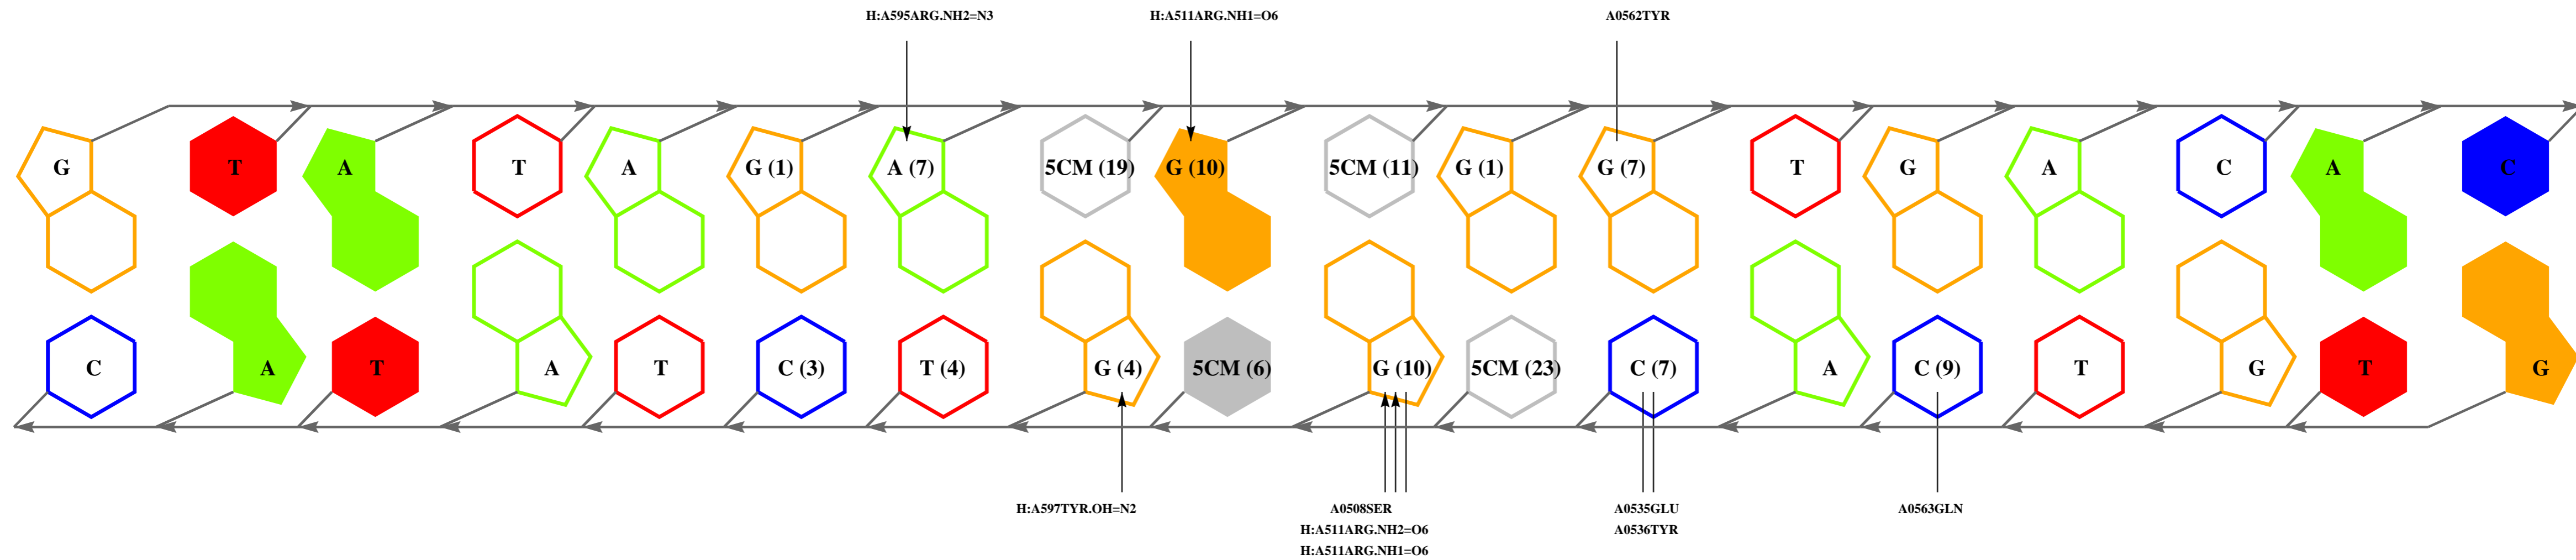 H:A595ARG.NH2=N3 H:A511ARG.NH1=O6 A0562TYR
G T A T A G (1) A (7) 5CM (19) G (10) 5CM (11) G (1) G (7) T G A C A C
C A T A T C (3) T (4) G (4) 5CM (6) G (10) 5CM (23) C (7) A C (9) T G T G
H:A597TYR.OH=N2 A0508SER A0535GLU A0563GLN
H:A511ARG.NH2=O6 A0536TYR
H:A511ARG.NH1=O6